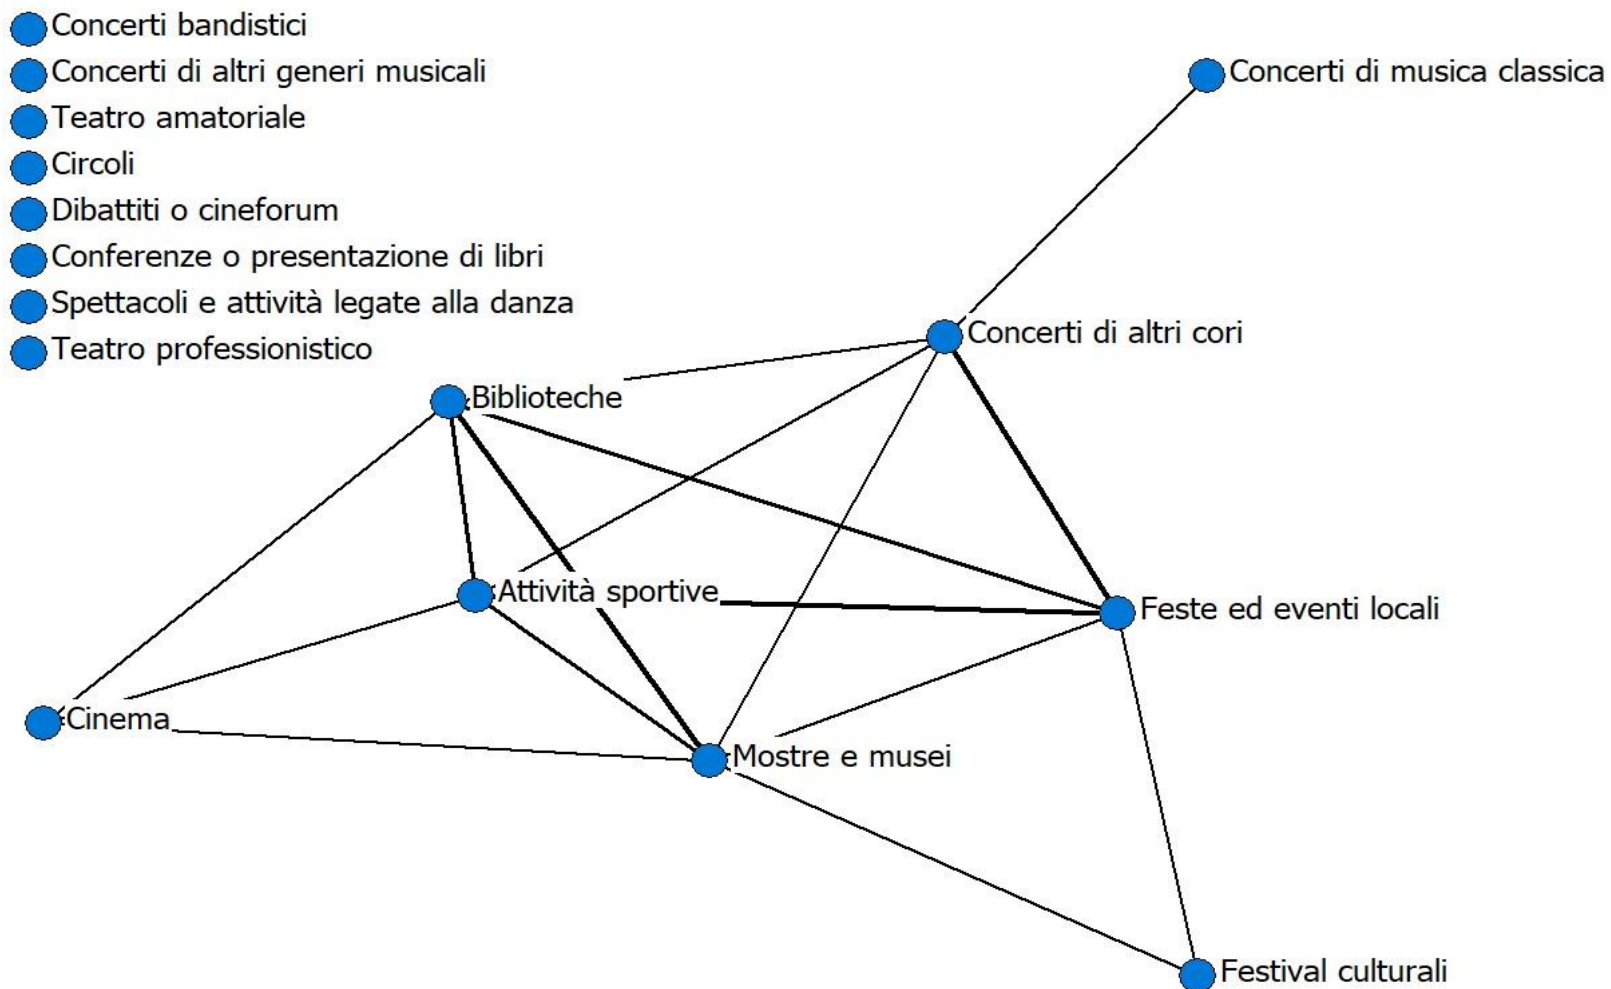 Concerti bandistici
Concerti di altri generi musicali
Teatro amatoriale
Circoli
Dibattiti o cineforum
Conferenze o presentazione di libri
Spettacoli e attività legate alla danza
Teatro professionistico
Concerti di musica classica
Concerti di altri cori
Biblioteche
Attività sportive
Feste ed eventi locali
Cinema
Mostre e musei
Festival culturali